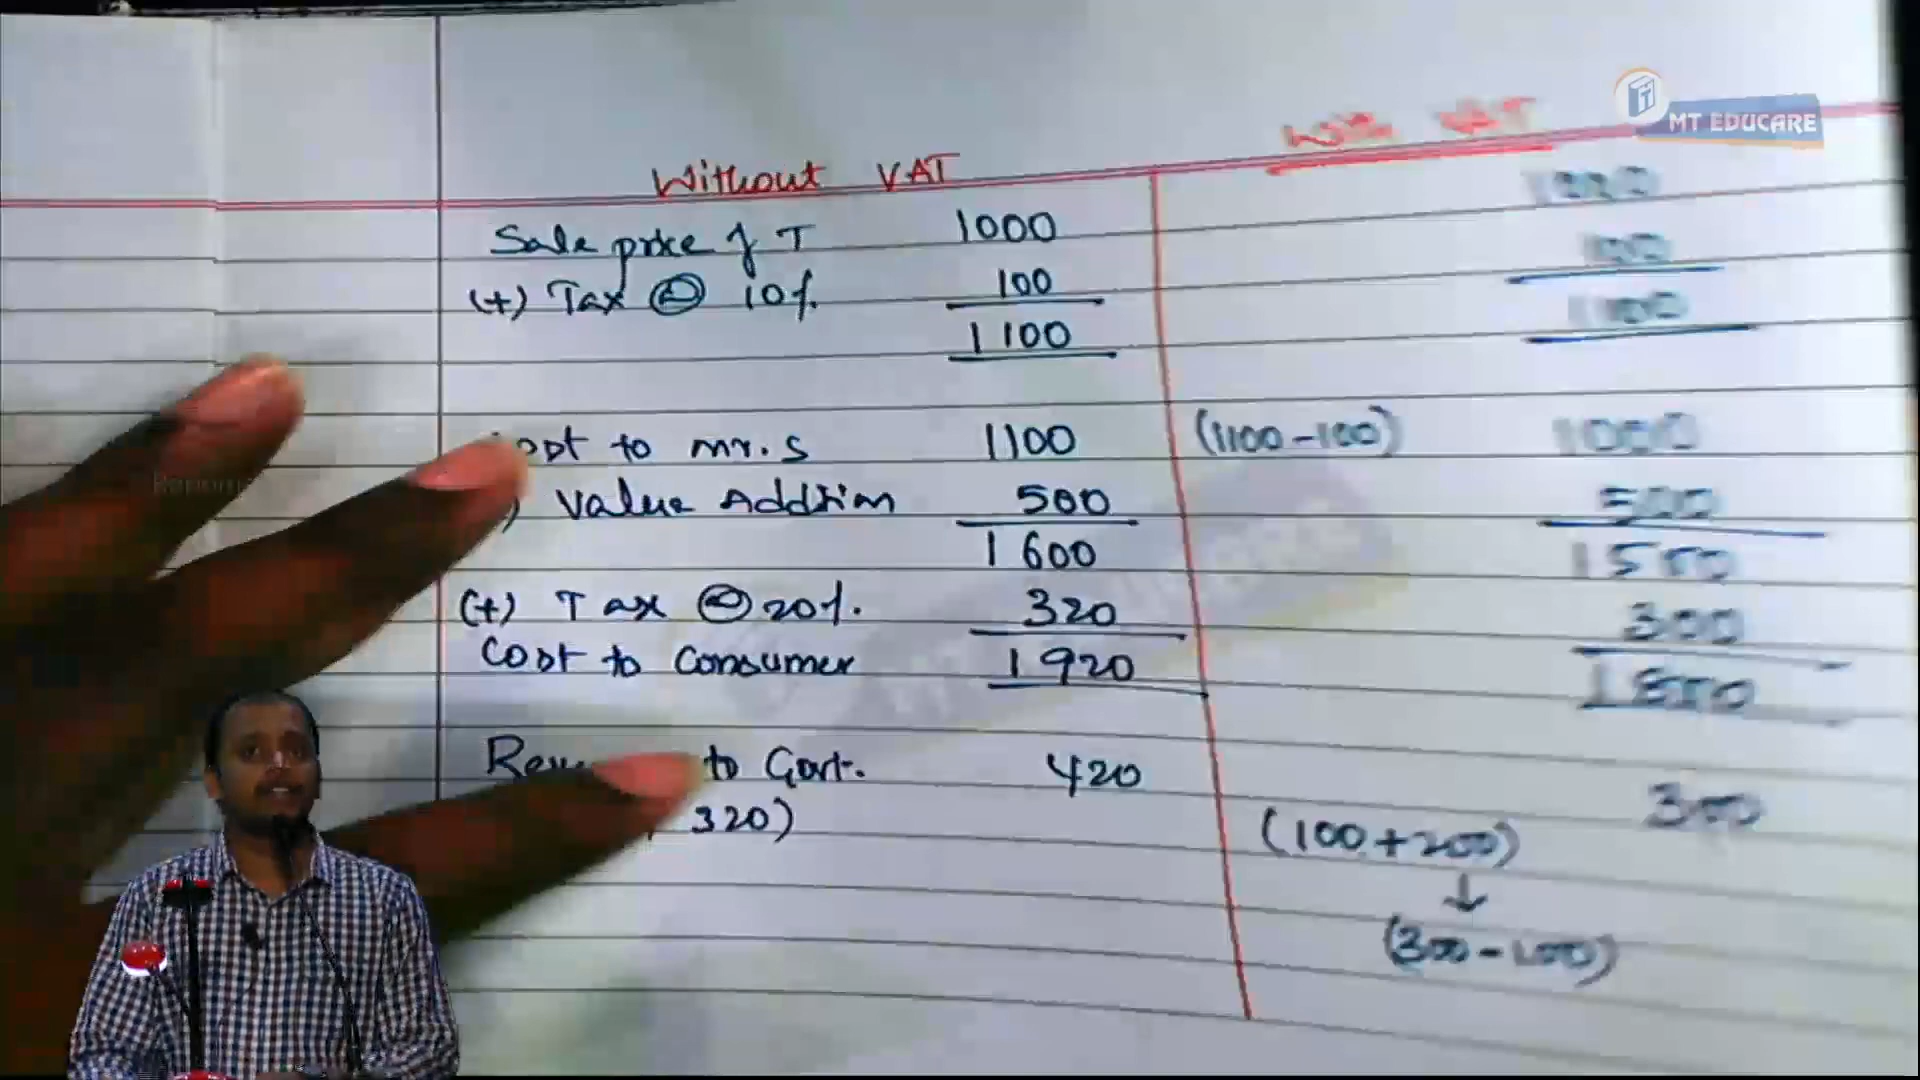 MT EDUCARE
With VAT
Without VAT
Sale price of T 1000 1000
(+) Tax @ 10% 100 100
1100 1100
to Mr. S 1100 (1100-100) 1000
Value Addition 500 500
1600 1500
(+) Tax @ 20% 320 300
Cost to Consumer 1920 1800
to Govt. 420 300
320) (100+200)
↓
(300-100)